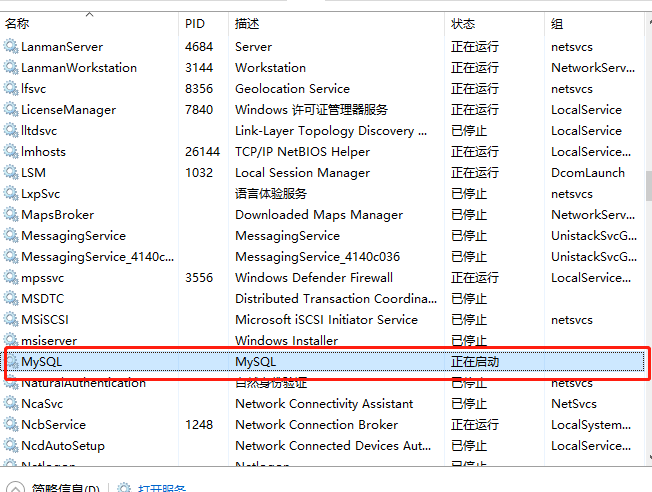 名称 PID 描述 状态 组
LanmanServer 4684 Server 正在运行 netsvcs
LanmanWorkstation 3144 Workstation 正在运行 NetworkServ...
lfsvc 8356 Geolocation Service 正在运行 netsvcs
LicenseManager 7840 Windows 许可证管理器服务 正在运行 LocalService
lltdsvc Link-Layer Topology Discovery ... 已停止 LocalService
lmhosts 26144 TCP/IP NetBIOS Helper 正在运行 LocalService...
LSM 1032 Local Session Manager 正在运行 DcomLaunch
LxpSvc 语言体验服务 已停止 netsvcs
MapsBroker Downloaded Maps Manager 已停止 NetworkServ...
MessagingService MessagingService 已停止 UnistackSvcG...
MessagingService_4140c... MessagingService_4140c036 已停止 UnistackSvcG...
mpssvc 3556 Windows Defender Firewall 正在运行 LocalService...
MSDTC Distributed Transaction Coordina... 已停止
MSiSCSI Microsoft iSCSI Initiator Service 已停止 netsvcs
msiserver Windows Installer 已停止
MySQL MySQL 正在启动
NaturalAuthentication 自然身份验证 已停止 netsvcs
NcaSvc Network Connectivity Assistant 已停止 NetSvcs
NcbService 1248 Network Connection Broker 正在运行 LocalSystem...
NcdAutoSetup Network Connected Devices Aut... 已停止 LocalService...
Netlogon Netlogon 已停止
简略信息(D) 打开服务